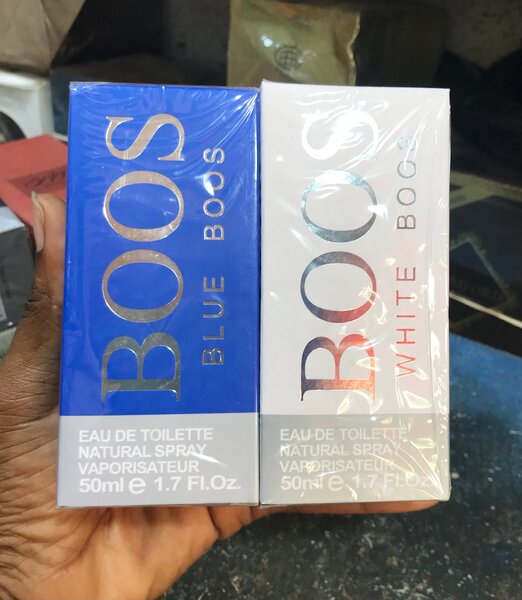 BOOS
BLUE BOOS
EAU DE TOILETTE
NATURAL SPRAY
VAPORISATEUR
50ml e 1.7 Fl.Oz.
BOOS
WHITE BOOS
EAU DE TOILETTE
NATURAL SPRAY
VAPORISATEUR
50ml e 1.7 Fl.Oz.